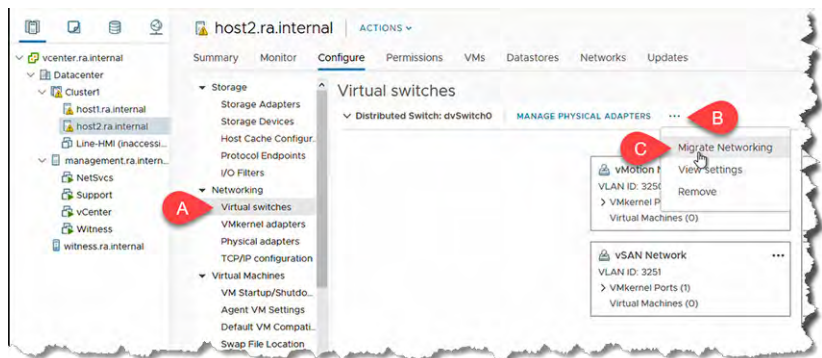 host2.ra.internal
ACTIONS
vcenter.ra.internal
Datacenter
Cluster1
host1.ra.internal
host2.ra.internal
Line-HMI (inaccessi...
management.ra.intern...
NetSvcs
Support
vCenter
Witness
witness.ra.internal
Summary Monitor Configure Permissions VMs Datastores Networks Updates
Storage
Storage Adapters
Storage Devices
Host Cache Configur...
Protocol Endpoints
I/O Filters
Networking
Virtual switches
VMkernel adapters
Physical adapters
TCP/IP configuration
Virtual Machines
VM Startup/Shutdo...
Agent VM Settings
Default VM Compati...
Swap File Location
A
Virtual switches
Distributed Switch: dvSwitch0 MANAGE PHYSICAL ADAPTERS ...
B
C
Migrate Networking
View settings
Remove
vMotion N
VLAN ID: 3250
VMkernel P
Virtual Machines (0)
vSAN Network ...
VLAN ID: 3251
VMkernel Ports (1)
Virtual Machines (0)